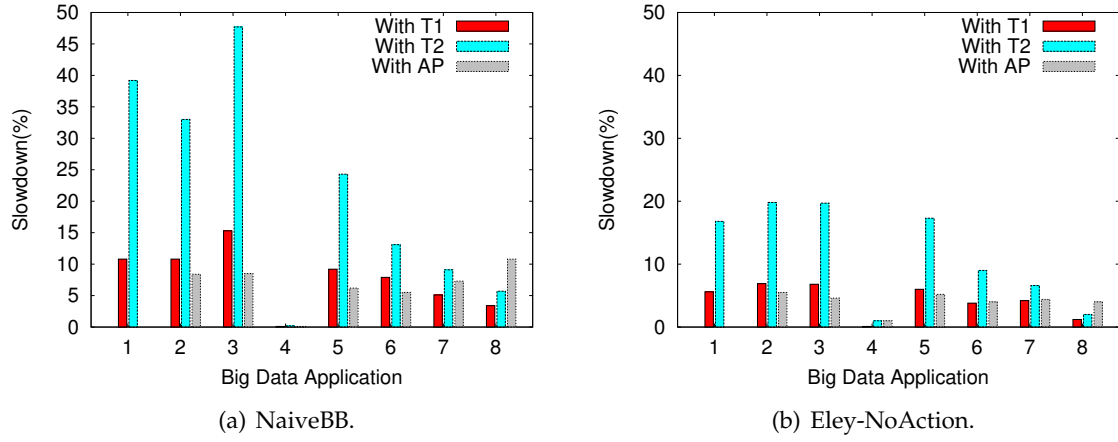 50
45
40
35
30
25
20
15
10
5
0
Slowdown(%)
With T1
With T2
With AP
1 2 3 4 5 6 7 8
Big Data Application
(a) NaiveBB.
50
40
30
20
10
0
Slowdown(%)
With T1
With T2
With AP
1 2 3 4 5 6 7 8
Big Data Application
(b) Eley-NoAction.